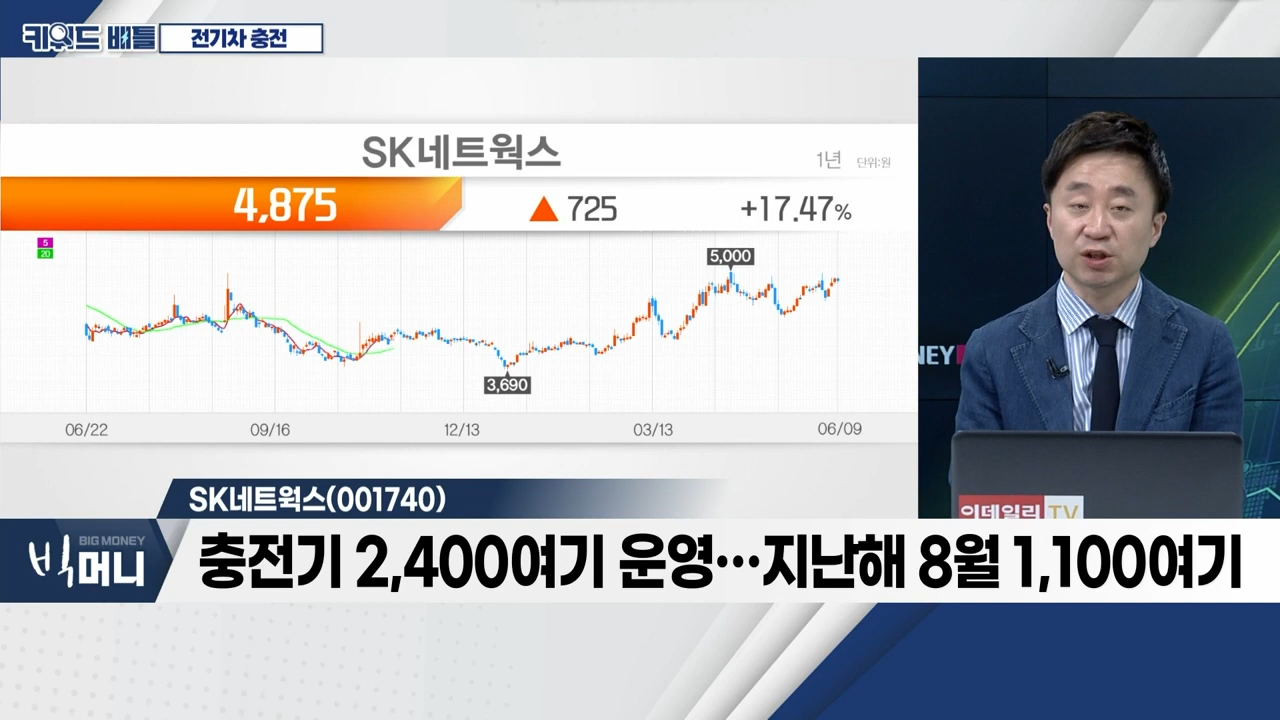 키워드 배틀
전기차 충전
SK네트웍스
1년 단위:원
4,875 ▲ 725 +17.47%
5
20
5,000
3,690
06/22 09/16 12/13 03/13 06/09
NEY
이데일리 TV
SK네트웍스(001740)
BIG MONEY
빅머니
충전기 2,400여기 운영…지난해 8월 1,100여기